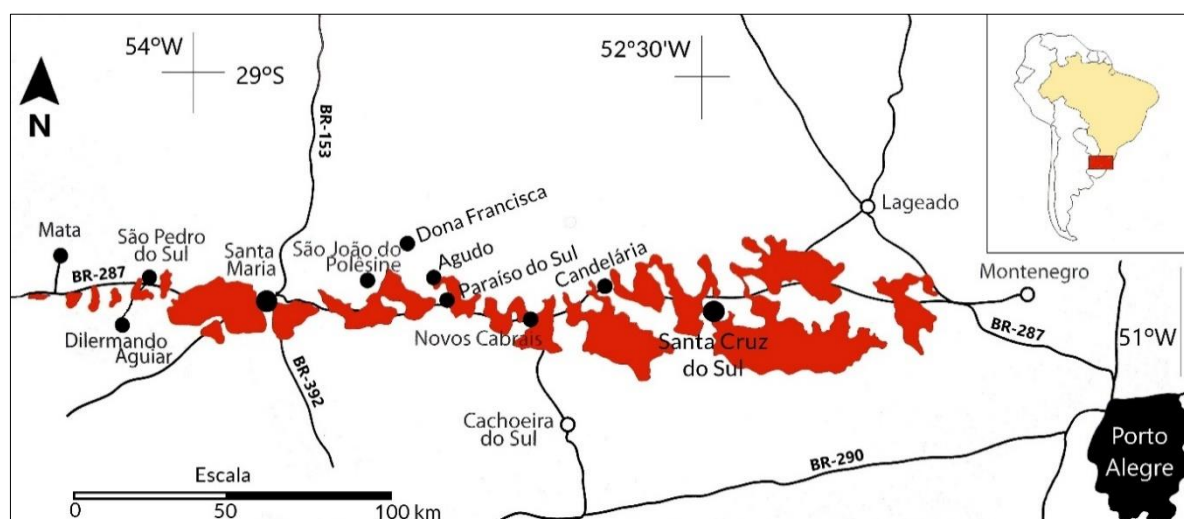 54ºW
29ºS
52º30'W
N
BR-153
Mata
São Pedro
do Sul
Santa
Maria
São João do
Polêsine
Dona Francisca
Agudo
Paraíso do Sul
Candelária
Lageado
Montenegro
BR-287
Dilermando
Aguiar
Novos Cabrais
Santa Cruz
do Sul
BR-287
51ºW
BR-392
Cachoeira
do Sul
BR-290
Porto
Alegre
Escala
0 50 100 km